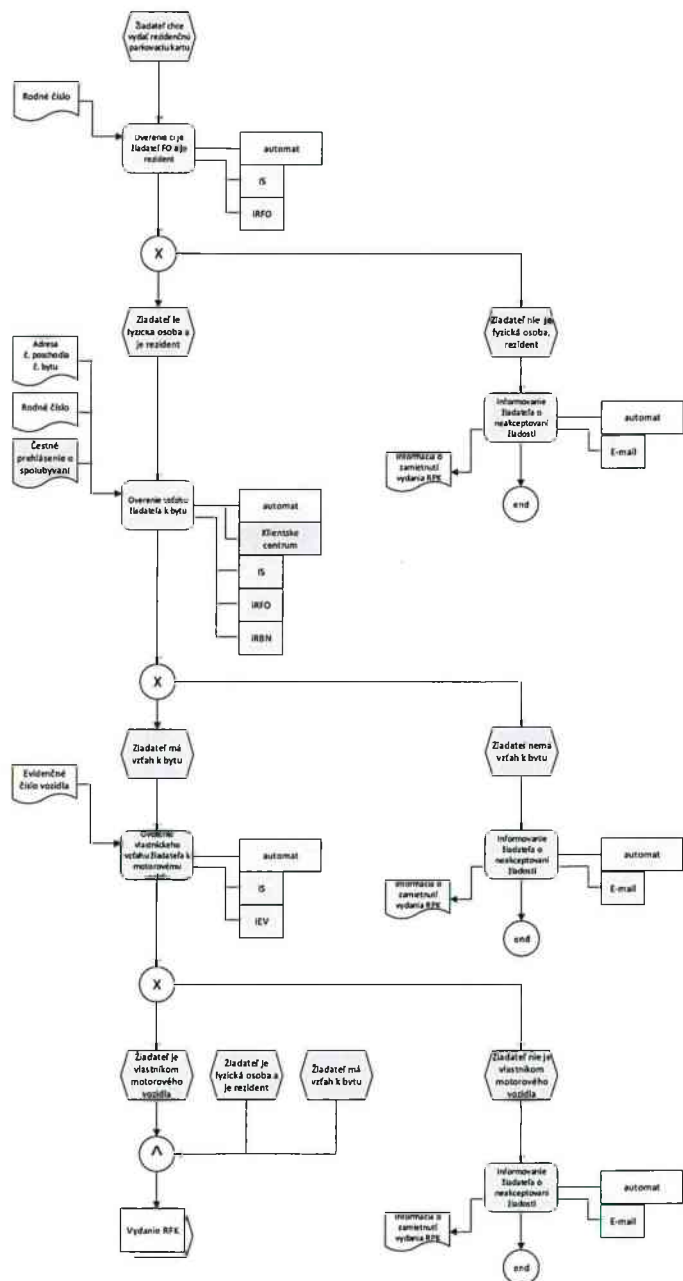 Žiadateľ chce
vydať rezidenčnú
parkovaciu kartu
Rodné číslo
Overenie či je
žiadateľ FO a je
rezident
automat
IS
IRFO
X
Žiadateľ je
fyzická osoba a
je rezident
Žiadateľ nie je
fyzická osoba,
rezident
Adresa
č. poschodia
č. bytu
Rodné číslo
Čestné
prehlásenie o
spolubývaní
Informovanie
žiadateľa o
neakceptovaní
žiadosti
automat
E-mail
Informácia o
zamietnutí
vydania RPK
end
Overenie vzťahu
žiadateľa k bytu
automat
Klientske
centrum
IS
IRFO
IRBN
X
Žiadateľ má
vzťah k bytu
Žiadateľ nemá
vzťah k bytu
Evidenčné
číslo vozidla
Overenie
vlastníckeho
vzťahu žiadateľa k
motorovému
vozidlu
automat
IS
IEV
Informovanie
žiadateľa o
neakceptovaní
žiadosti
automat
E-mail
Informácia o
zamietnutí
vydania RPK
end
X
Žiadateľ je
vlastníkom
motorového
vozidla
Žiadateľ je
fyzická osoba a
je rezident
Žiadateľ má
vzťah k bytu
Žiadateľ nie je
vlastníkom
motorového
vozidla
^
Vydanie RPK
Informovanie
žiadateľa o
neakceptovaní
žiadosti
automat
E-mail
Informácia o
zamietnutí
vydania RPK
end